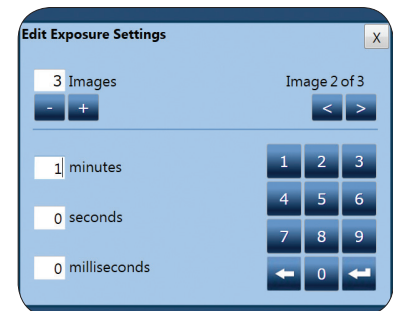 Edit Exposure Settings X
3 Images Image 2 of 3
- + < >
1 minutes 1 2 3
4 5 6
0 seconds
7 8 9
0 milliseconds 0